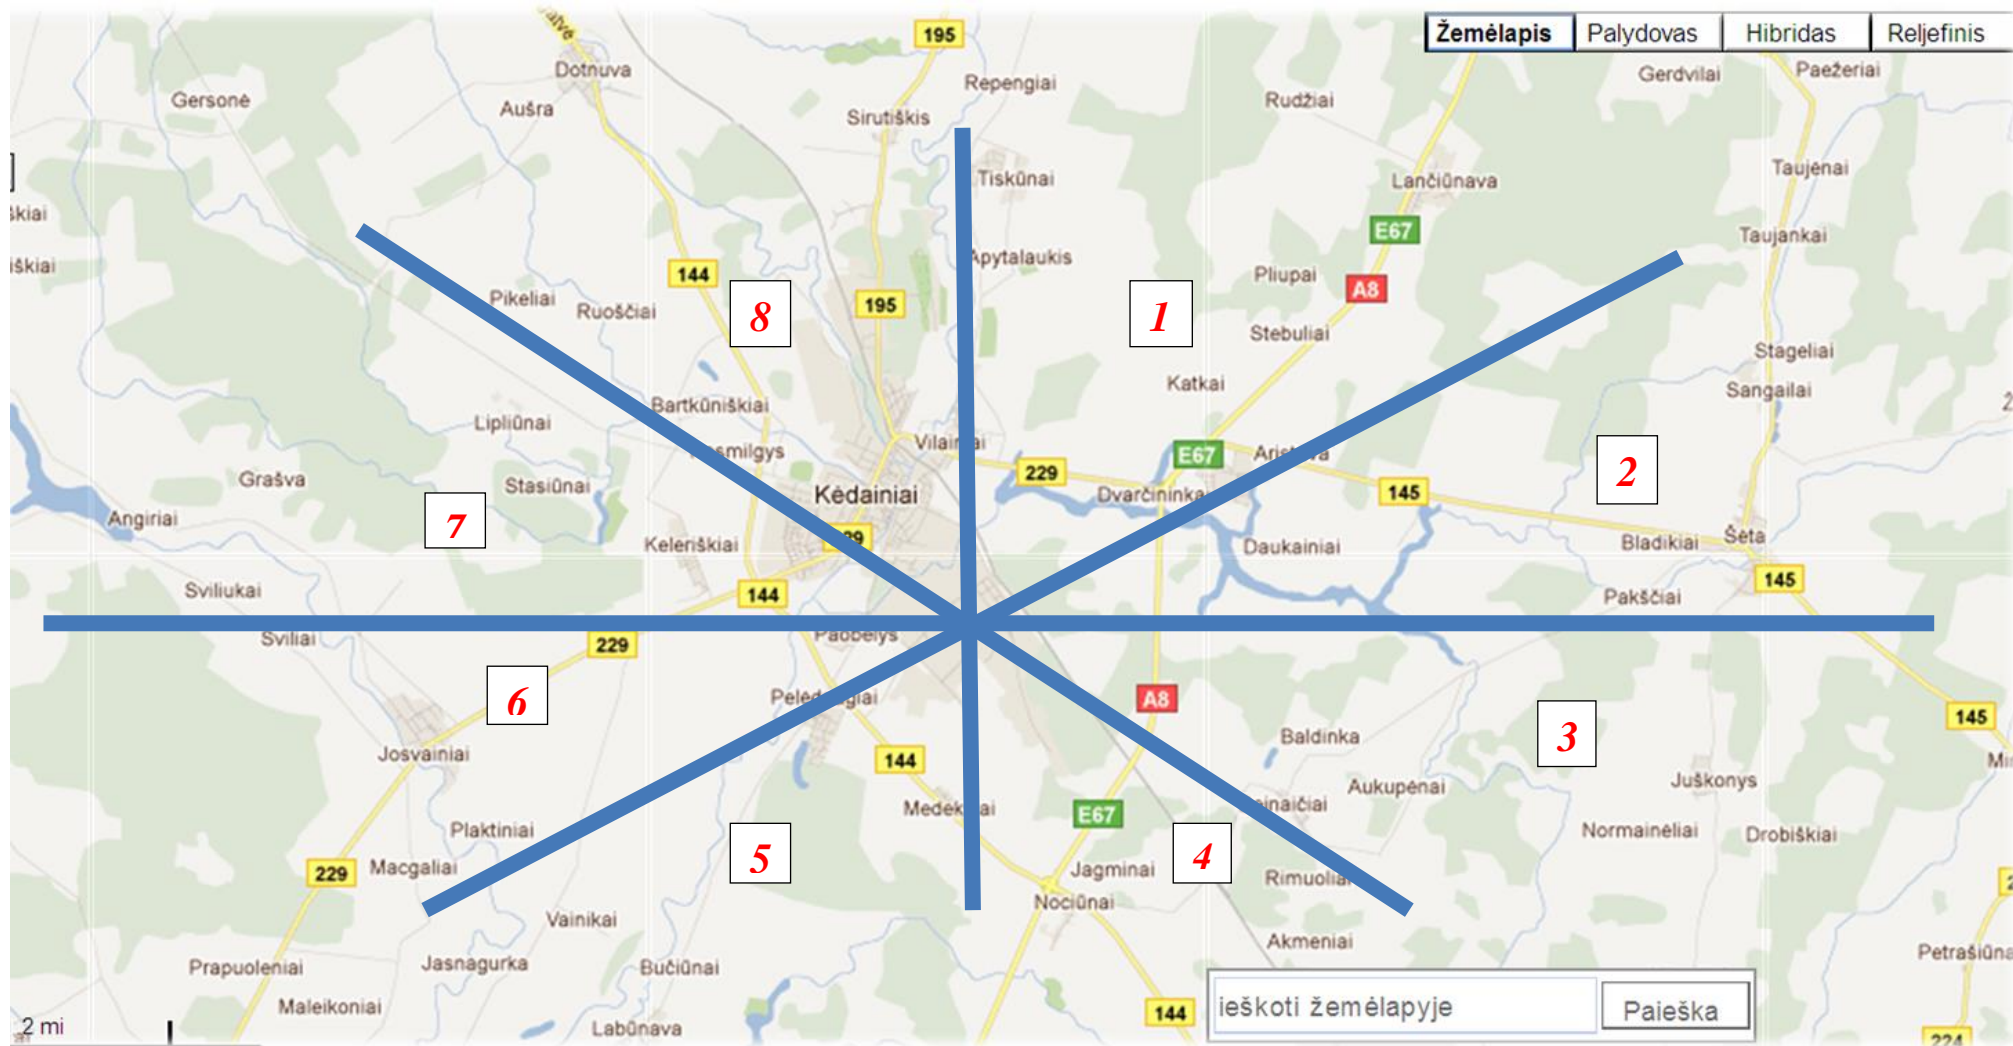 Žemėlapis Palydovas Hibridas Reljefinis
195
Dotnuva
Repengiai
Gerdvilai
Paežeriai
Gersonė
Aušra
Sirutiškis
Rudžiai
Tiškūnai
Lančiūnava
Taujėnai
E67
Taujankai
Apytalaukis
144
Pliupai
A8
Pikeliai
Ruoščiai
8
195
1
Stebuliai
Stageliai
Katkai
Sangailai
Bartkūniškiai
Lipliūnai
Vilainiai
E67
229
2
Grašva
Stasiūnai
Kėdainiai
Dvarčininkai
145
Angiriai
7
Keleriškiai
Daukainiai
Bladikiai
Šėta
145
Sviliukai
144
Pakščiai
Sviliai
229
Paobelys
6
A8
145
3
Baldinka
Josvainiai
144
Aukupėnai
Juškonys
Medekšiai
E67
Plaktiniai
5
4
Normainėliai
Drobiškiai
Macgaliai
229
Jagminai
Rimuoliai
Nociūnai
Vainikai
Akmeniai
Prapuoleniai
Jasnagurka
Bučiūnai
Maleikoniai
144
ieškoti žemėlapyje Paieška
2 mi
Labūnava
224